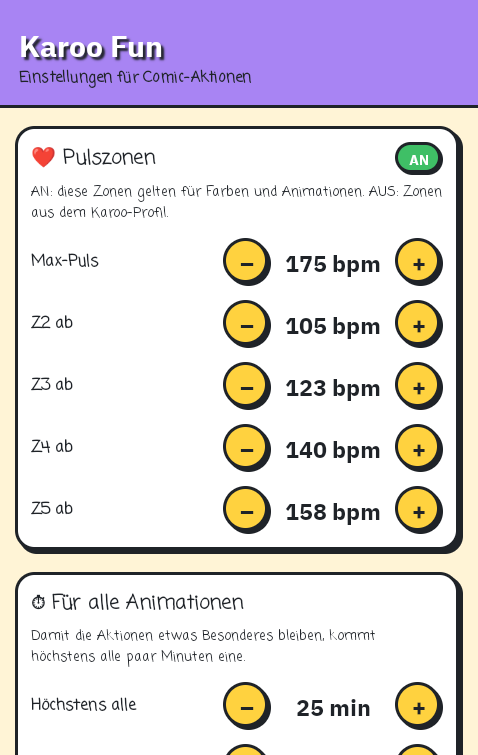 Karoo Fun
Einstellungen für Comic-Aktionen
❤️ Pulszonen
AN
AN: diese Zonen gelten für Farben und Animationen. AUS: Zonen
aus dem Karoo-Profil.
Max-Puls − 175 bpm +
Z2 ab − 105 bpm +
Z3 ab − 123 bpm +
Z4 ab − 140 bpm +
Z5 ab − 158 bpm +
⏱ Für alle Animationen
Damit die Aktionen etwas Besonderes bleiben, kommt
höchstens alle paar Minuten eine.
Höchstens alle − 25 min +